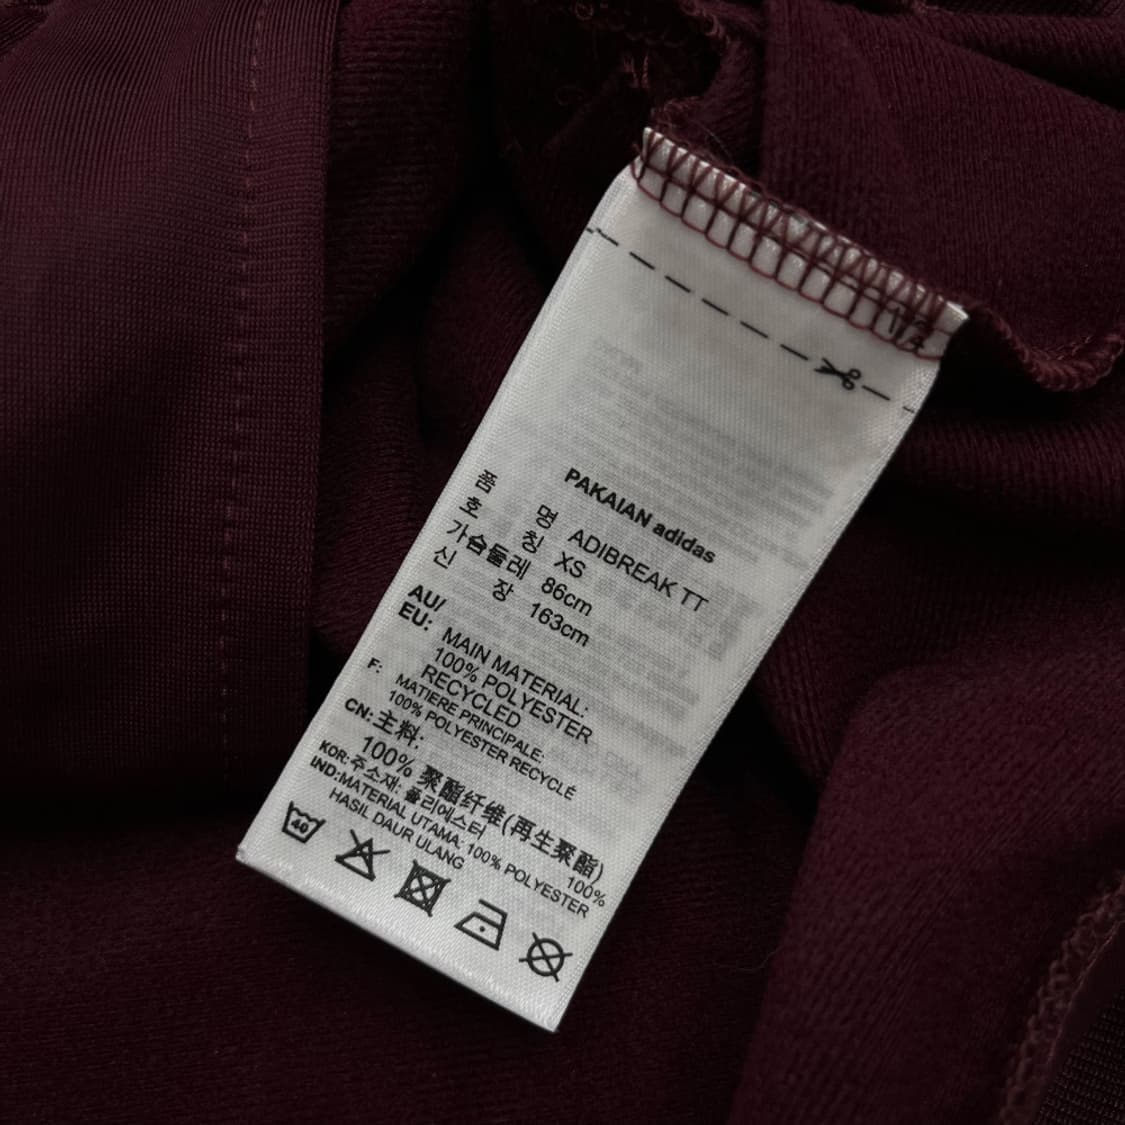 1/2
PAKAIAN adidas
품 명 ADIBREAK TT
호 칭 XS
가슴둘레 86cm
신 장 163cm
AU/
EU: MAIN MATERIAL:
100% POLYESTER
RECYCLED
F: MATIERE PRINCIPALE:
100% POLYESTER RECYCLÉ
CN:主料:
100% 聚酯纤维(再生聚酯)
KOR:주소재: 폴리에스터 100%
IND:MATERIAL UTAMA: 100% POLYESTER
HASIL DAUR ULANG
40